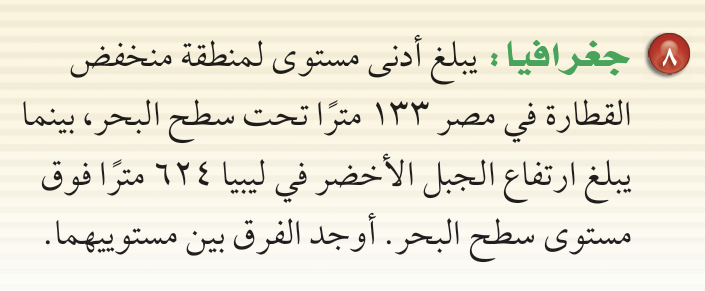 ٨ جغرافيا: يبلغ أدنى مستوى لمنطقة منخفض
القطارة في مصر ١٣٣ مترًا تحت سطح البحر، بينما
يبلغ ارتفاع الجبل الأخضر في ليبيا ٦٢٤ مترًا فوق
مستوى سطح البحر. أوجد الفرق بين مستوييهما.